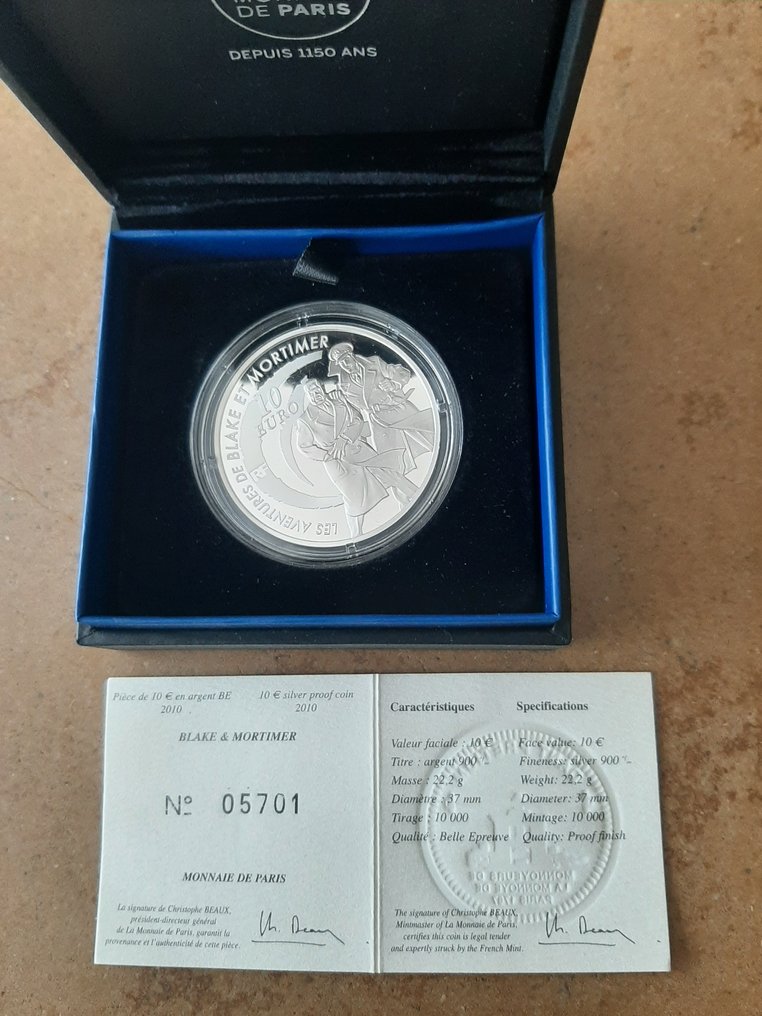 DE PARIS
DEPUIS 1150 ANS
LES AVENTURES DE BLAKE ET MORTIMER
10
EURO
RF
Pièce de 10 € en argent BE
2010
10 € silver proof coin
2010
BLAKE & MORTIMER
Nº 05701
MONNAIE DE PARIS
La signature de Christophe BEAUX,
président-directeur général
de La Monnaie de Paris, garantit la
provenance et l'authenticité de cette pièce.
Ch. Beaux
Caractéristiques
Valeur faciale : 10 €
Titre : argent 900 ‰
Masse : 22,2 g
Diamètre : 37 mm
Tirage : 10 000
Qualité : Belle Epreuve
Specifications
Face value: 10 €
Fineness: silver 900 ‰
Weight: 22,2 g
Diameter: 37 mm
Mintage: 10 000
Quality: Proof finish
The signature of Christophe BEAUX,
Mintmaster of La Monnaie de Paris,
certifies this coin is legal tender
and expertly struck by the French Mint.
Ch. Beaux